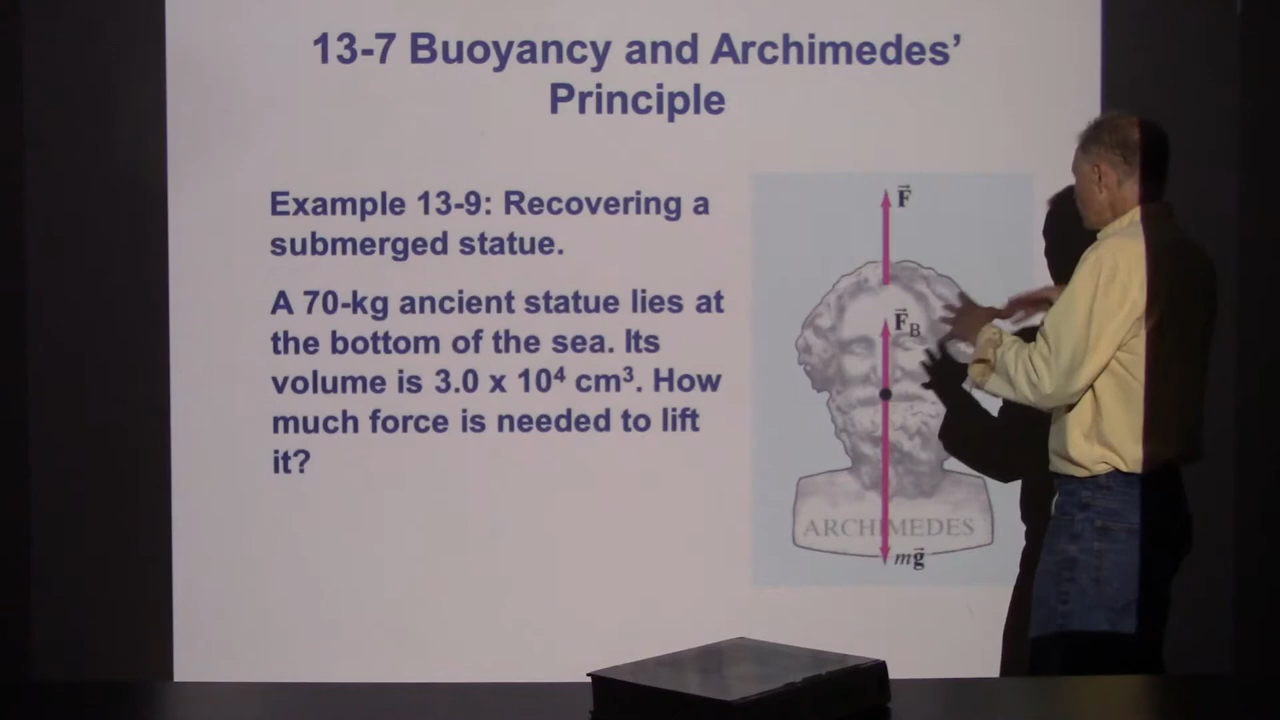 13-7 Buoyancy and Archimedes’
Principle
Example 13-9: Recovering a
submerged statue.
A 70-kg ancient statue lies at
the bottom of the sea. Its
volume is 3.0 x 10⁴ cm³. How
much force is needed to lift
it?
F⃗
F⃗B
ARCHIMEDES
mg⃗